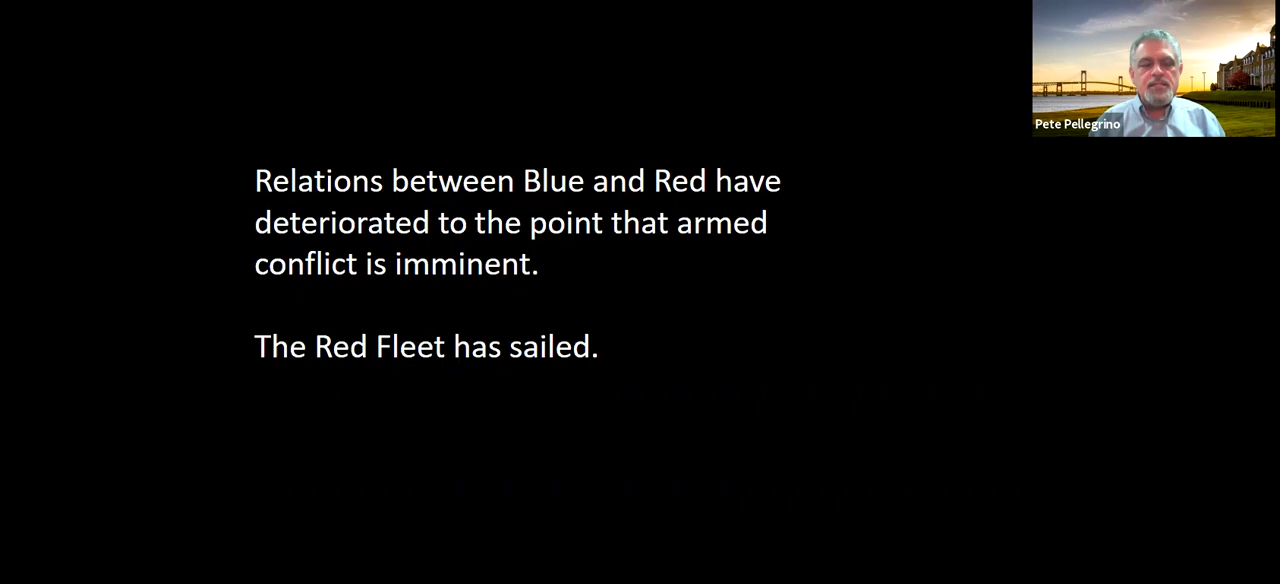 Pete Pellegrino
Relations between Blue and Red have
deteriorated to the point that armed
conflict is imminent.
The Red Fleet has sailed.